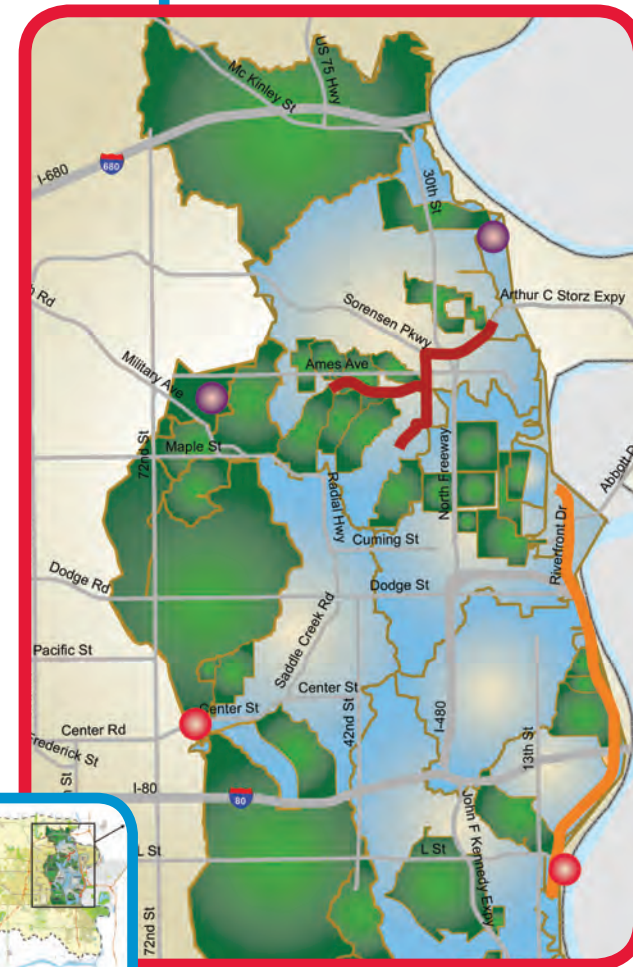 Mc Kinley St
US 75 Hwy
I-680
680
30th St
Arthur C Storz Expy
Sorensen Pkwy
Military Ave
Ames Ave
72nd St
Maple St
Radial Hwy
North Freeway
Abbott
Riverfront Dr
Cuming St
Dodge Rd
Dodge St
Saddle Creek Rd
Pacific St
Center St
Center St
42nd St
I-480
13th St
Center Rd
Frederick St
I-80
80
L St
L St
John F Kennedy Expy
72nd St